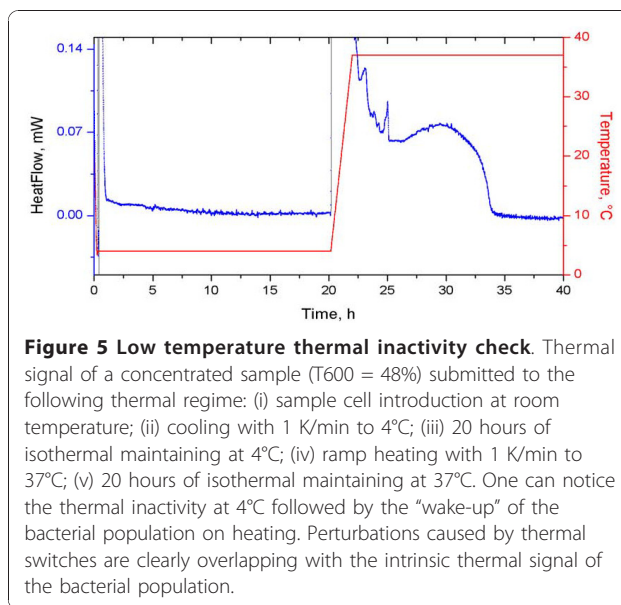 0.14
0.07
0.00
HeatFlow, mW
40
35
30
25
20
15
10
5
0
Temperature, °C
0 5 10 15 20 25 30 35 40
Time, h
Figure 5 Low temperature thermal inactivity check. Thermal
signal of a concentrated sample (T600 = 48%) submitted to the
following thermal regime: (i) sample cell introduction at room
temperature; (ii) cooling with 1 K/min to 4°C; (iii) 20 hours of
isothermal maintaining at 4°C; (iv) ramp heating with 1 K/min to
37°C; (v) 20 hours of isothermal maintaining at 37°C. One can notice
the thermal inactivity at 4°C followed by the “wake-up” of the
bacterial population on heating. Perturbations caused by thermal
switches are clearly overlapping with the intrinsic thermal signal of
the bacterial population.